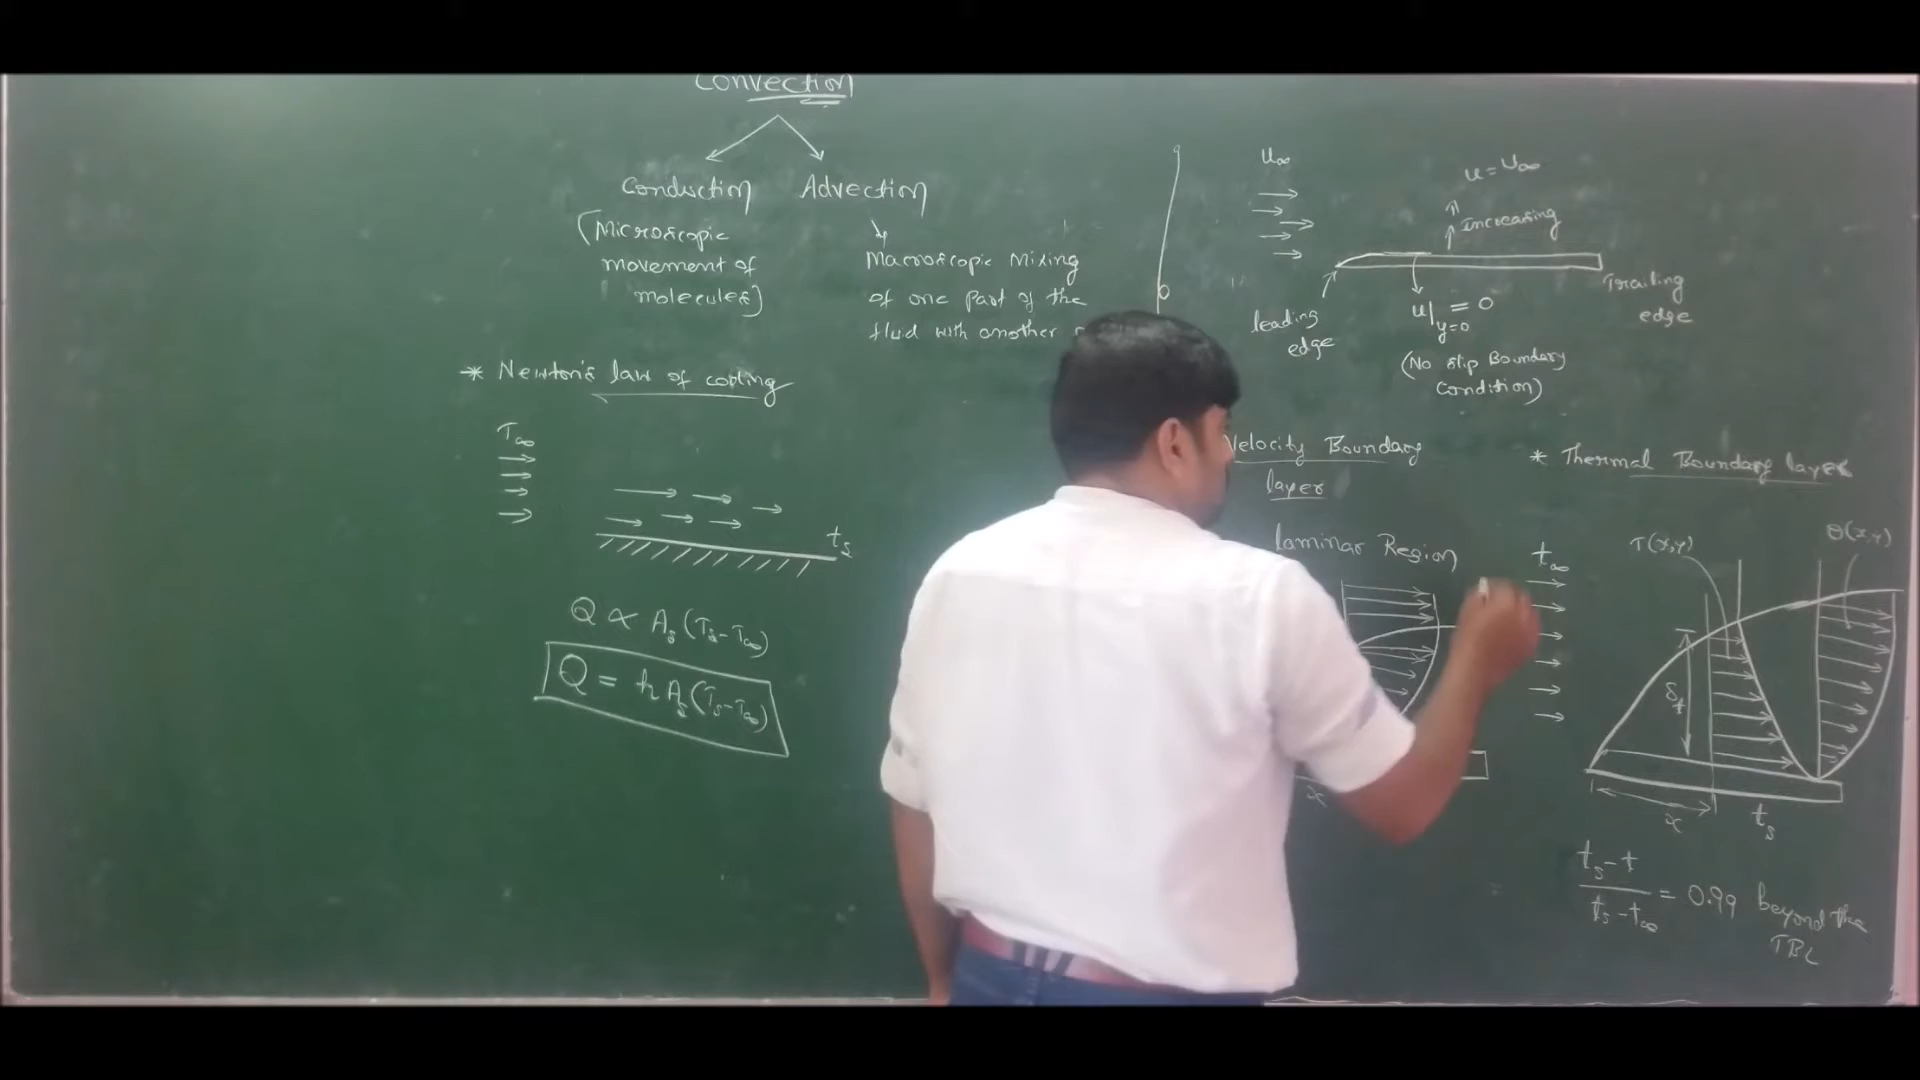 Convection
Conduction Advection
(Microscopic
movement of
molecules)
Macroscopic Mixing
of one part of the
fluid with another
* Newton's law of cooling
T∞
ts
Q ∝ As(Ts-T∞)
Q = hAs(Ts-T∞)
u∞
u=u∞
Increasing
leading
edge
Trailing
edge
u|y=0 = 0
(No slip Boundary
Condition)
Velocity Boundary
layer
laminar Region
x
* Thermal Boundary layer
t∞
T(x,y)
θ(x,y)
δt
x
ts
ts-t
ts-t∞
= 0.99 beyond the
TBL